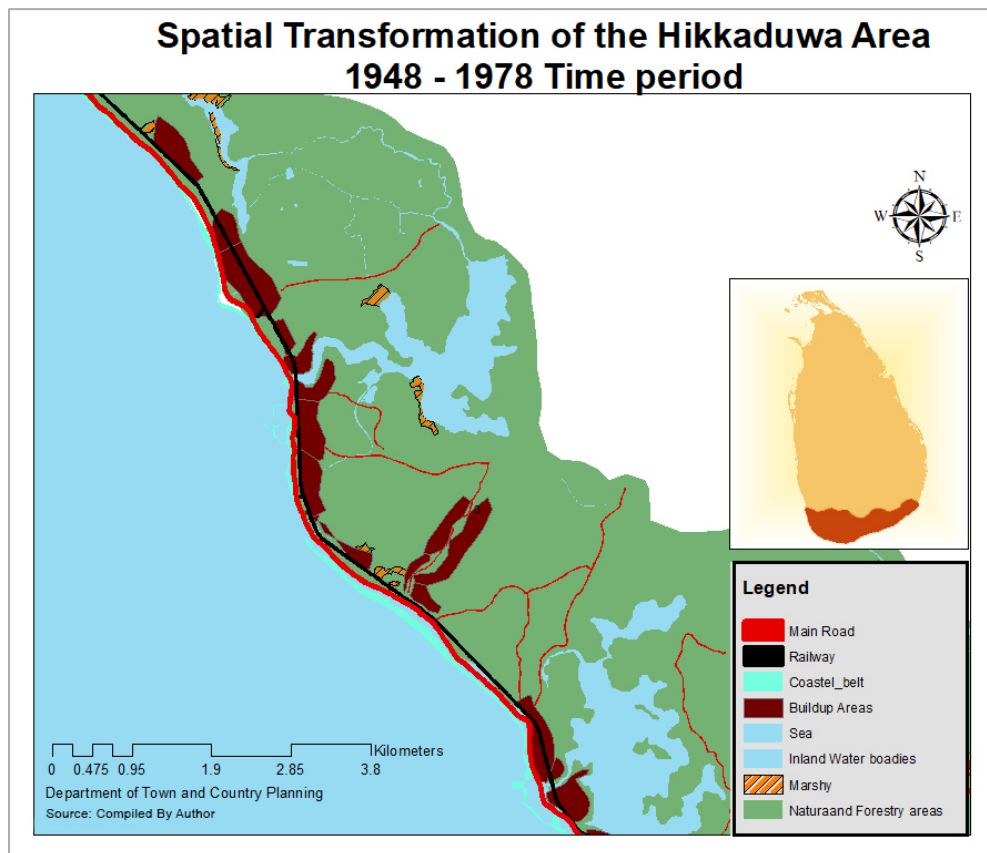 Spatial Transformation of the Hikkaduwa Area
1948 - 1978 Time period
N
W E
S
Legend
Main Road
Railway
Coastel_belt
Buildup Areas
Sea
Inland Water boadies
Marshy
Naturaand Forestry areas
Kilometers
0 0.475 0.95 1.9 2.85 3.8
Department of Town and Country Planning
Source: Compiled By Author